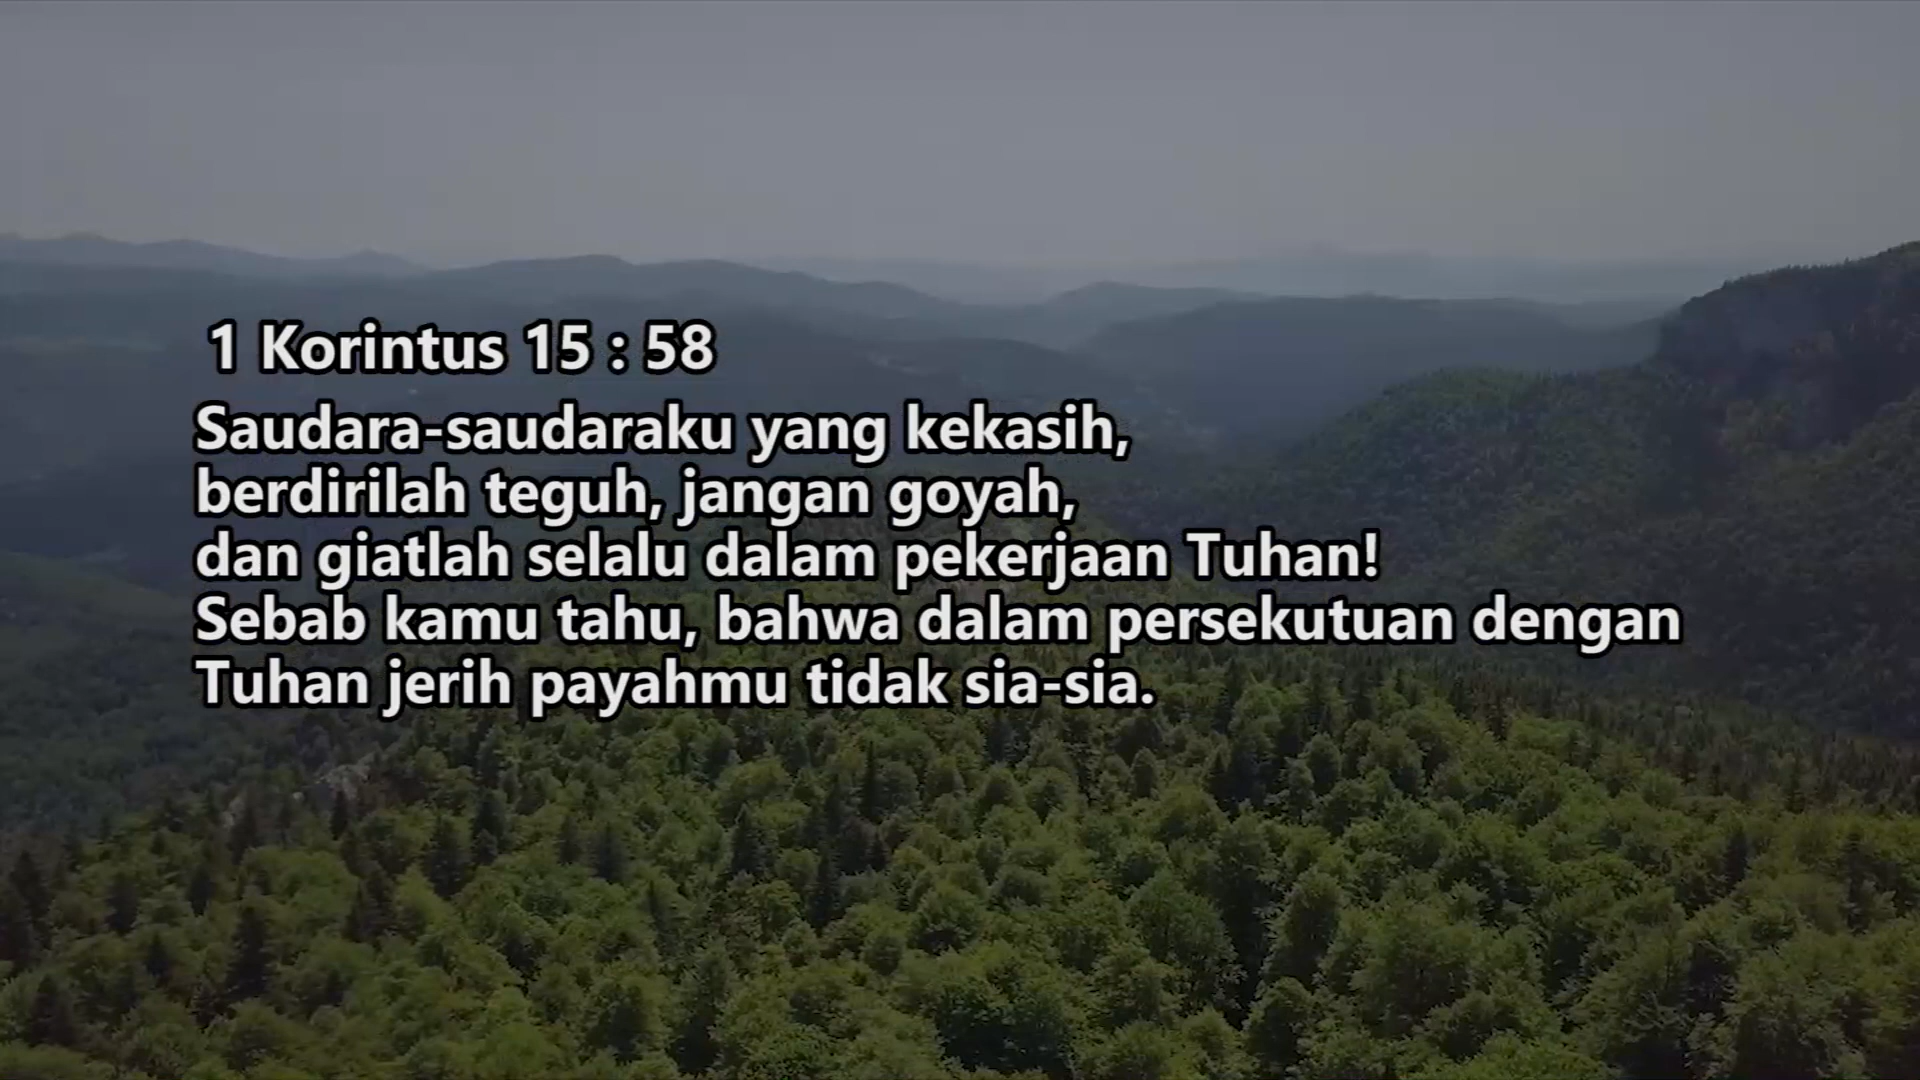 1 Korintus 15 : 58
Saudara-saudaraku yang kekasih,
berdirilah teguh, jangan goyah,
dan giatlah selalu dalam pekerjaan Tuhan!
Sebab kamu tahu, bahwa dalam persekutuan dengan
Tuhan jerih payahmu tidak sia-sia.